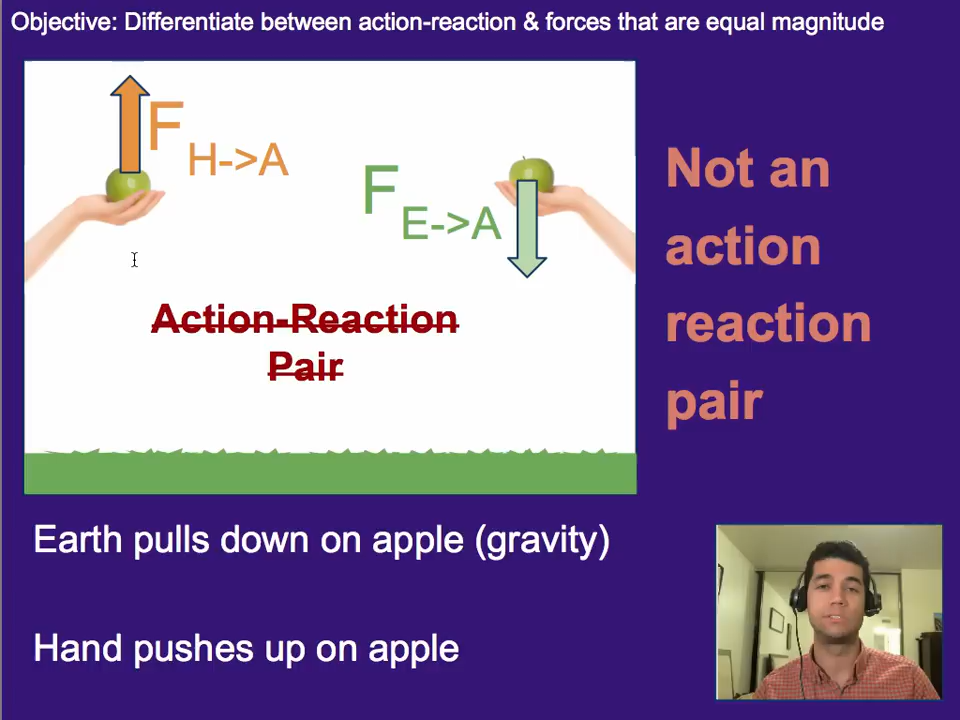 Objective: Differentiate between action-reaction & forces that are equal magnitude
F
H->A
F
E->A
Action-Reaction
Pair
Not an
action
reaction
pair
Earth pulls down on apple (gravity)
Hand pushes up on apple